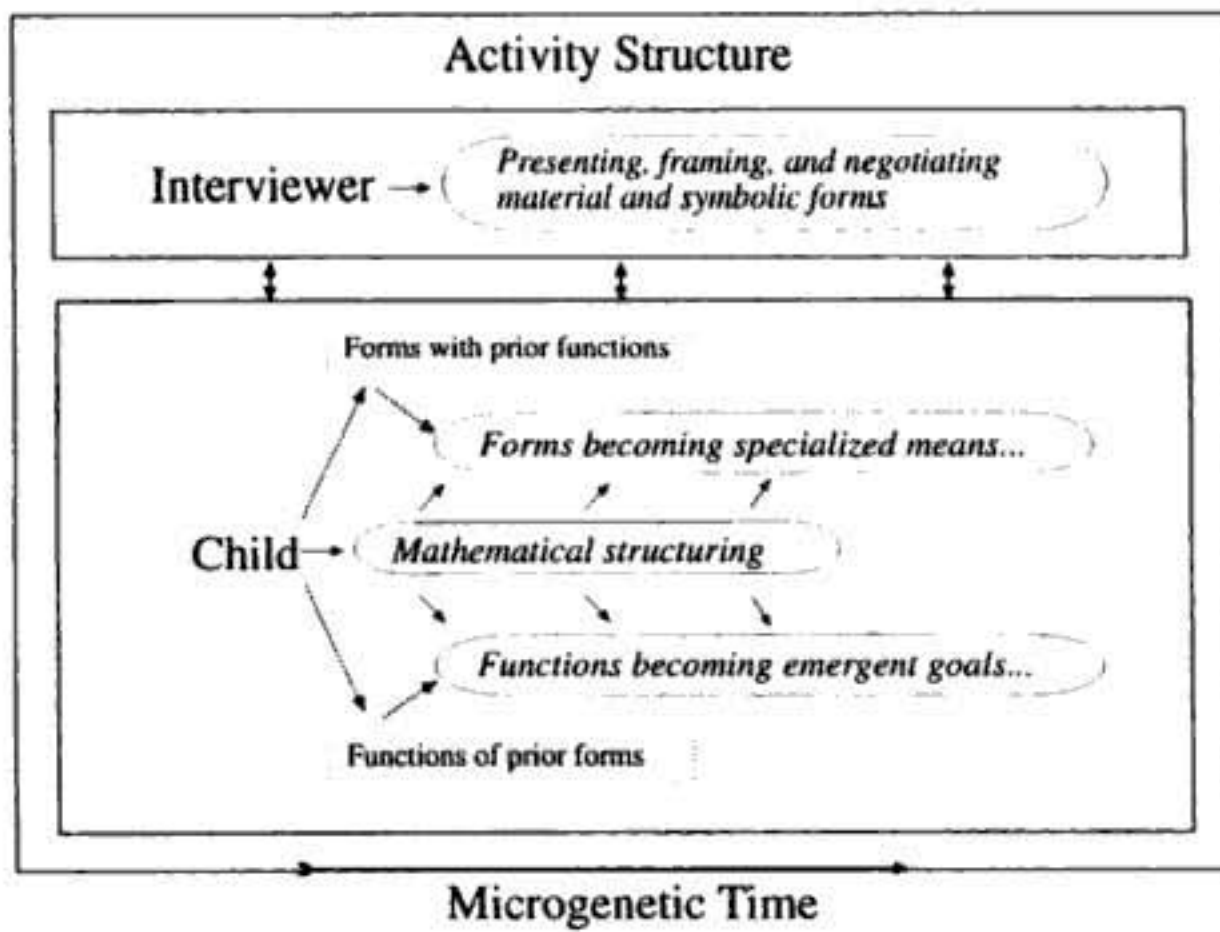 Activity Structure
Interviewer
Presenting, framing, and negotiating
material and symbolic forms
Forms with prior functions
Forms becoming specialized means...
Child
Mathematical structuring
Functions becoming emergent goals...
Functions of prior forms
Microgenetic Time